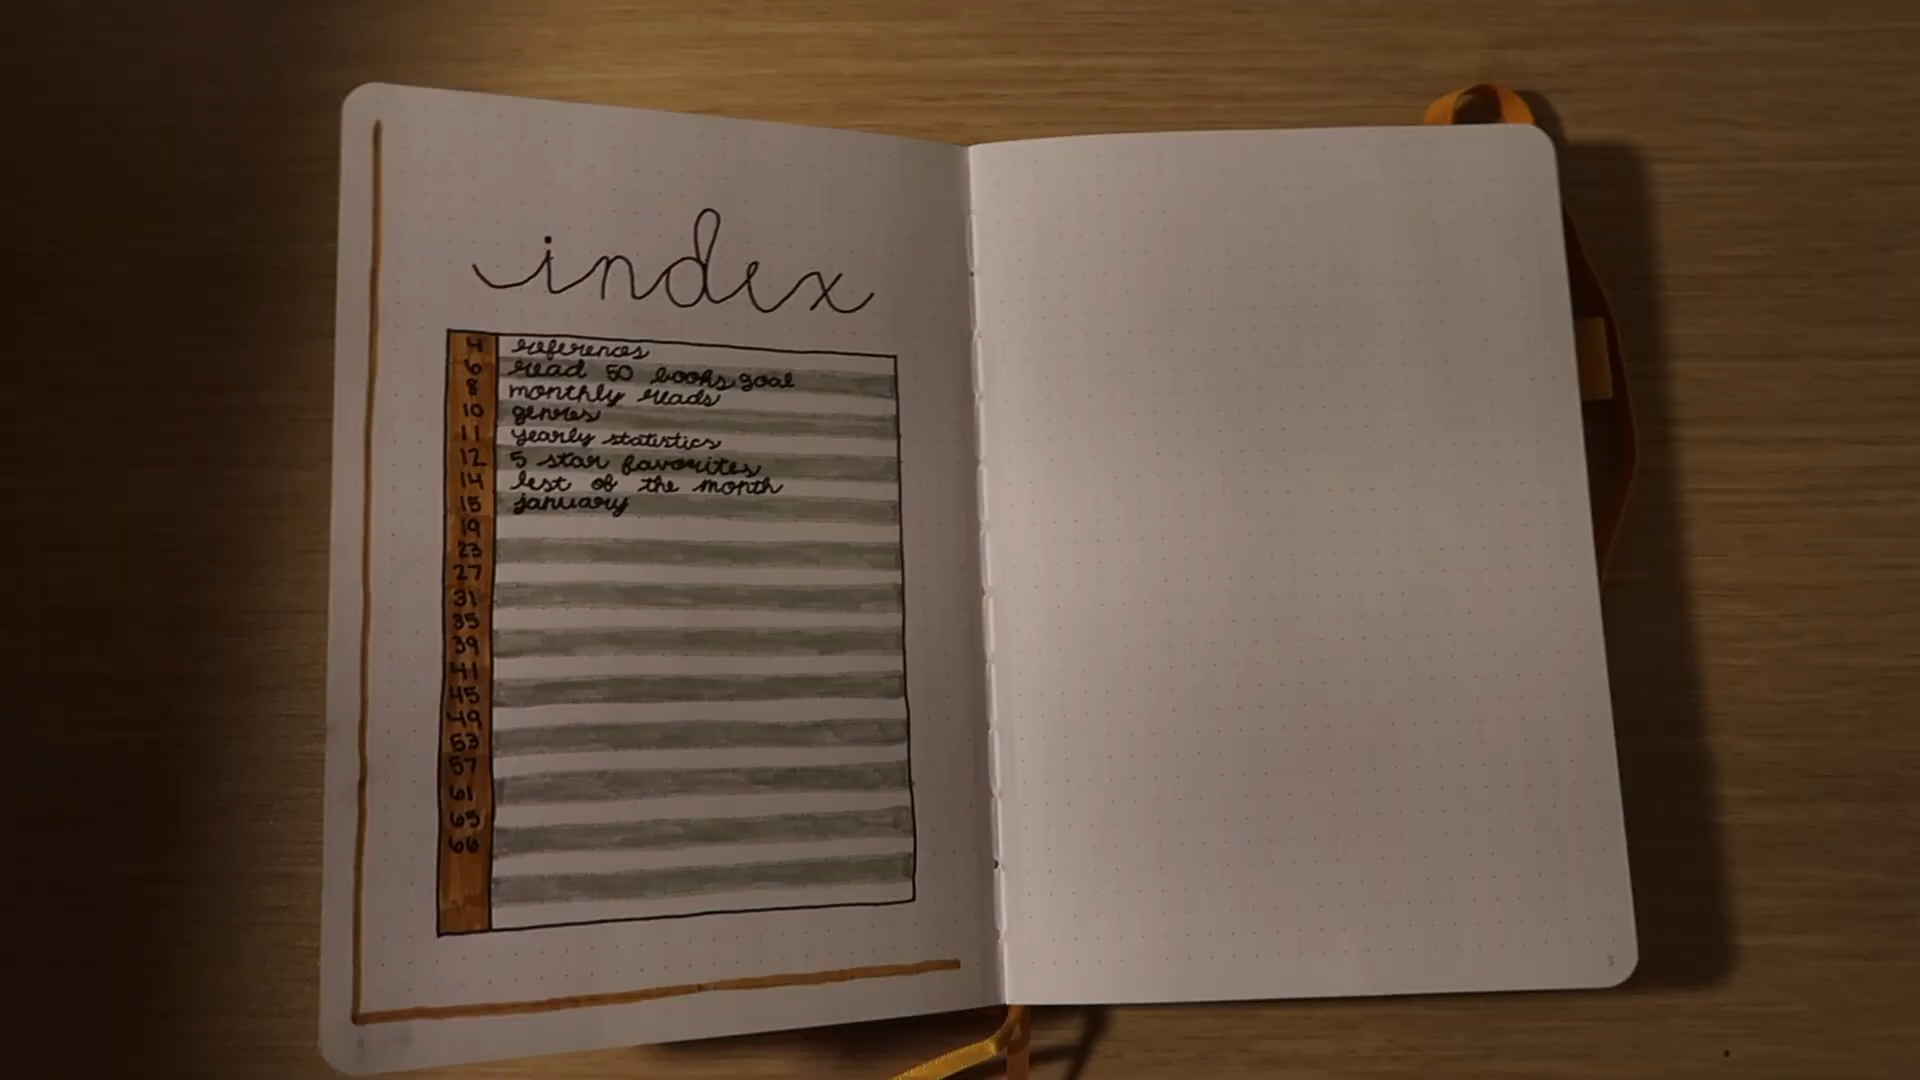 index
4 references
6 read 50 books goal
8 monthly reads
10 genres
11 yearly statistics
12 5 star favorites
14 best of the month
15 january
19
23
27
31
35
39
41
45
49
53
57
61
65
66
3